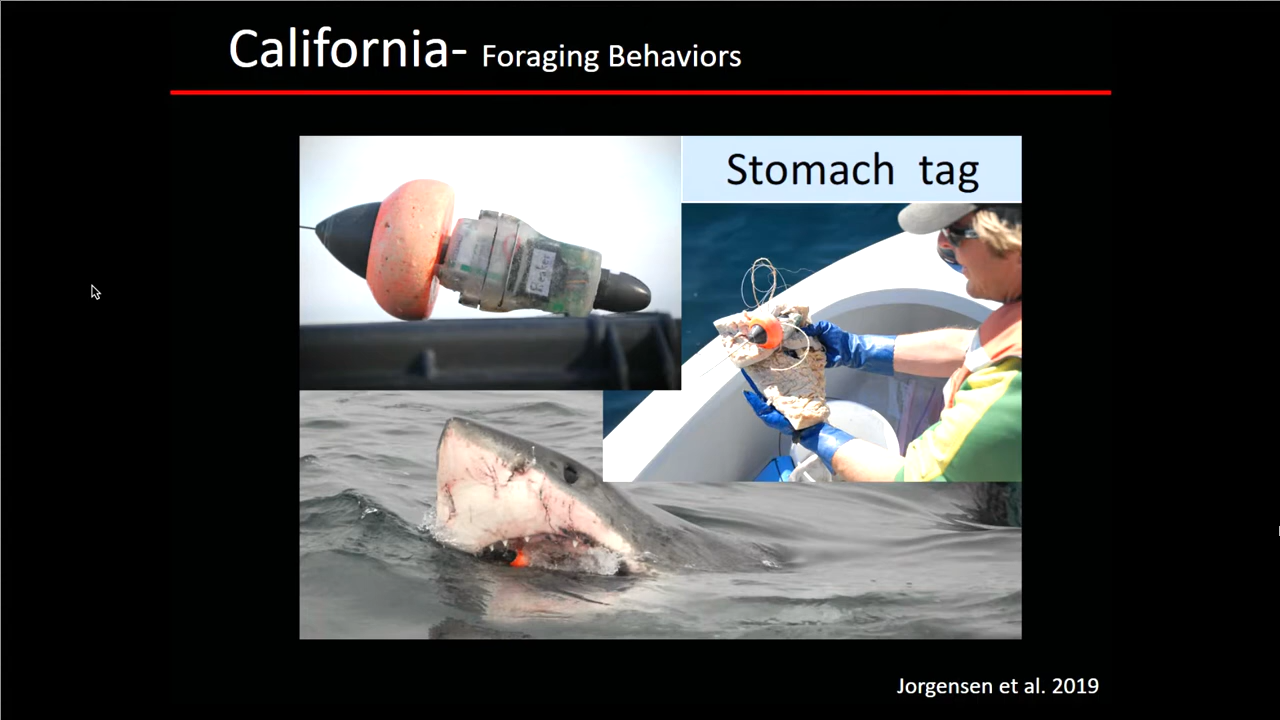 California- Foraging Behaviors
Stomach tag
Jorgensen et al. 2019